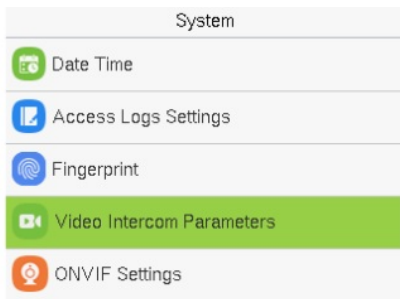 System
Date Time
Access Logs Settings
Fingerprint
Video Intercom Parameters
ONVIF Settings